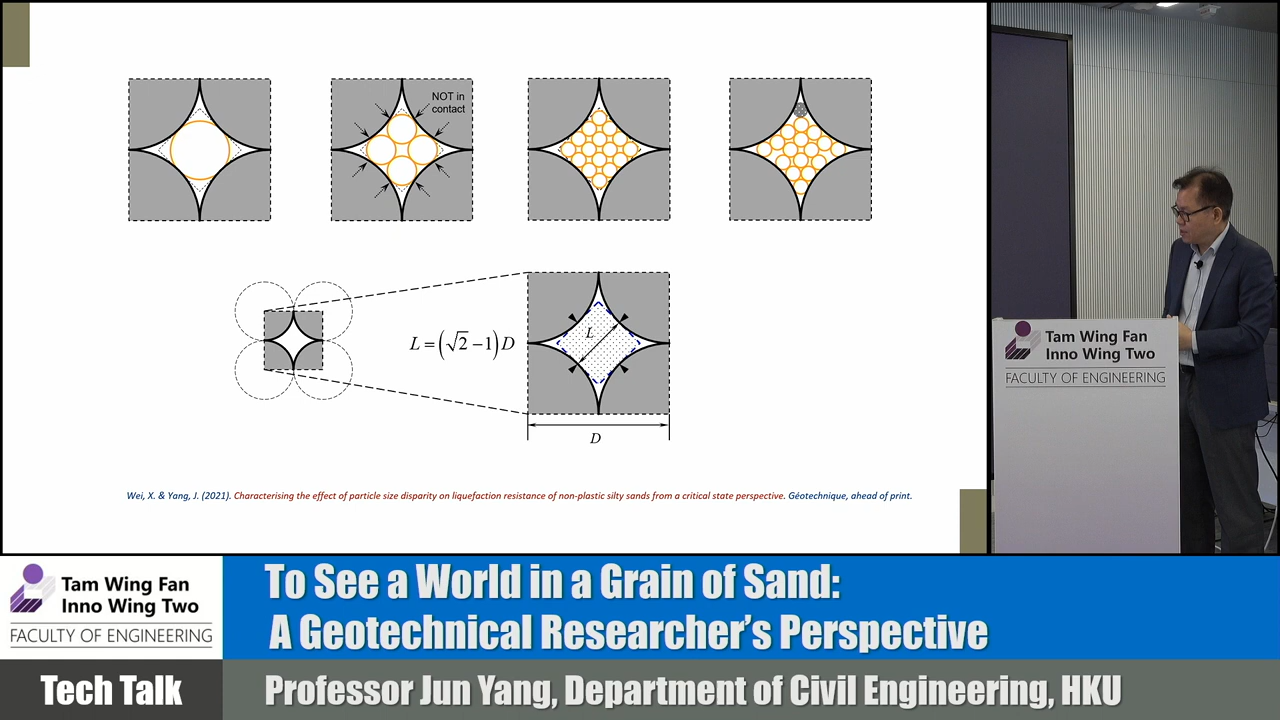 NOT in
contact
L = (√2 −1) D
L
D
Wei, X. & Yang, J. (2021). Characterising the effect of particle size disparity on liquefaction resistance of non-plastic silty sands from a critical state perspective. Géotechnique, ahead of print.
Tam Wing Fan
Inno Wing Two
FACULTY OF ENGINEERING
Tam Wing Fan
Inno Wing Two
FACULTY OF ENGINEERING
To See a World in a Grain of Sand:
A Geotechnical Researcher’s Perspective
Tech Talk
Professor Jun Yang, Department of Civil Engineering, HKU